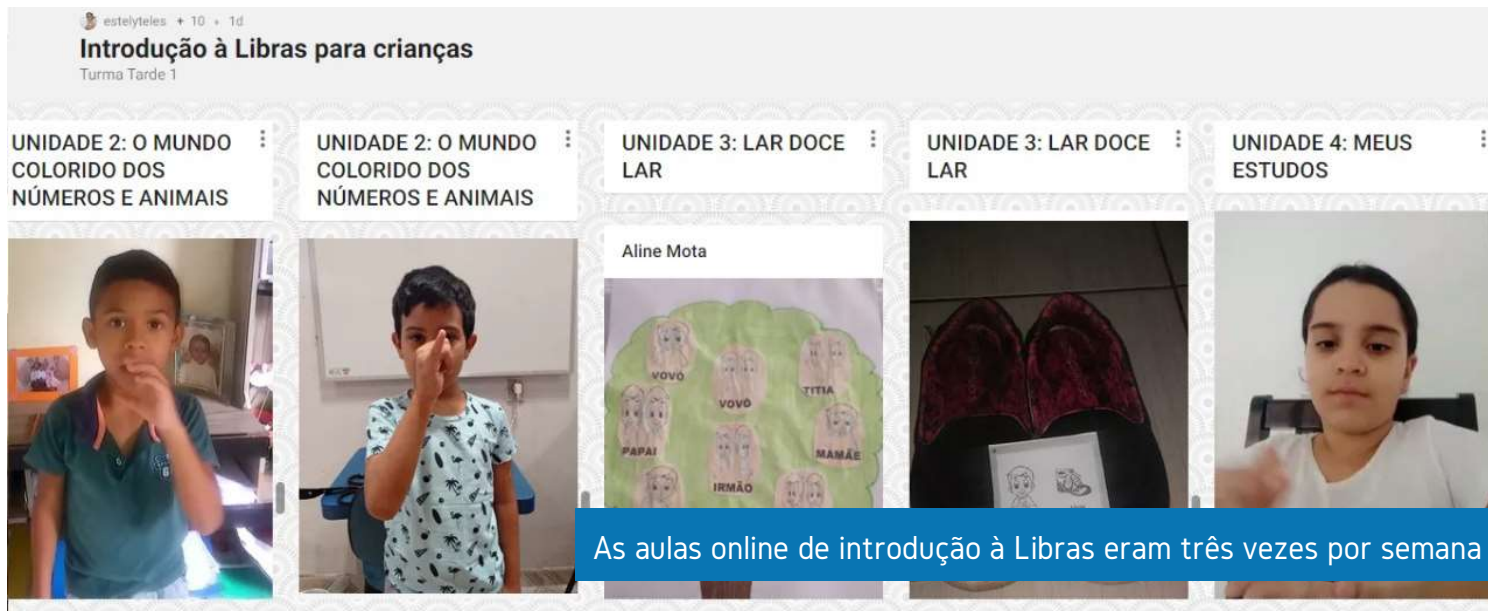 estelyteles + 10 • 1d
Introdução à Libras para crianças
Turma Tarde 1
UNIDADE 2: O MUNDO
COLORIDO DOS
NÚMEROS E ANIMAIS
UNIDADE 2: O MUNDO
COLORIDO DOS
NÚMEROS E ANIMAIS
UNIDADE 3: LAR DOCE
LAR
Aline Mota
VOVÔ
VOVÓ
TITIA
PAPAI
MAMÃE
IRMÃO
UNIDADE 3: LAR DOCE
LAR
UNIDADE 4: MEUS
ESTUDOS
As aulas online de introdução à Libras eram três vezes por semana